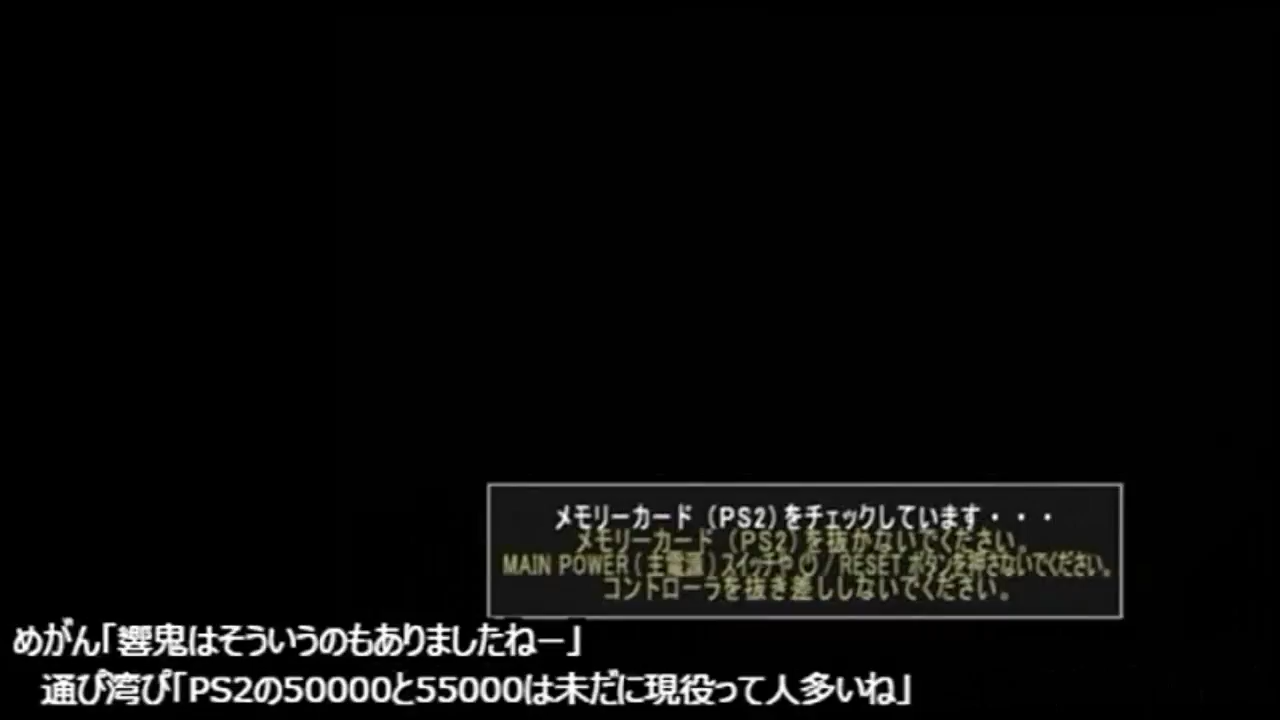 メモリーカード（PS2）をチェックしています・・・
メモリーカード（PS2）を抜かないでください。
MAIN POWER（主電源）スイッチや⏻/RESETボタンを押さないでください。
コントローラを抜き差ししないでください。
めがん「響鬼はそういうのもありましたねー」
通び湾び「PS2の50000と55000は未だに現役って人多いね」